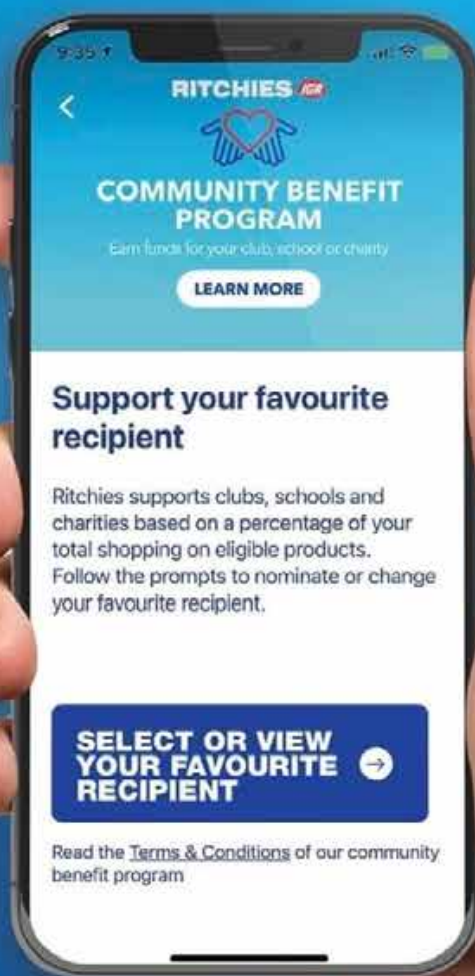 9:35
RITCHIES IGA
COMMUNITY BENEFIT
PROGRAM
Earn funds for your club, school or charity
LEARN MORE
Support your favourite
recipient
Ritchies supports clubs, schools and
charities based on a percentage of your
total shopping on eligible products.
Follow the prompts to nominate or change
your favourite recipient.
SELECT OR VIEW
YOUR FAVOURITE
RECIPIENT
Read the Terms & Conditions of our community
benefit program